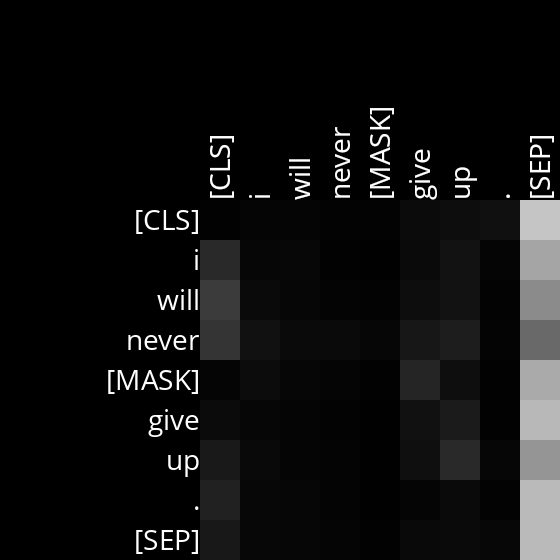 [CLS] i will never [MASK] give up . [SEP]
[CLS]
i
will
never
[MASK]
give
up
.
[SEP]